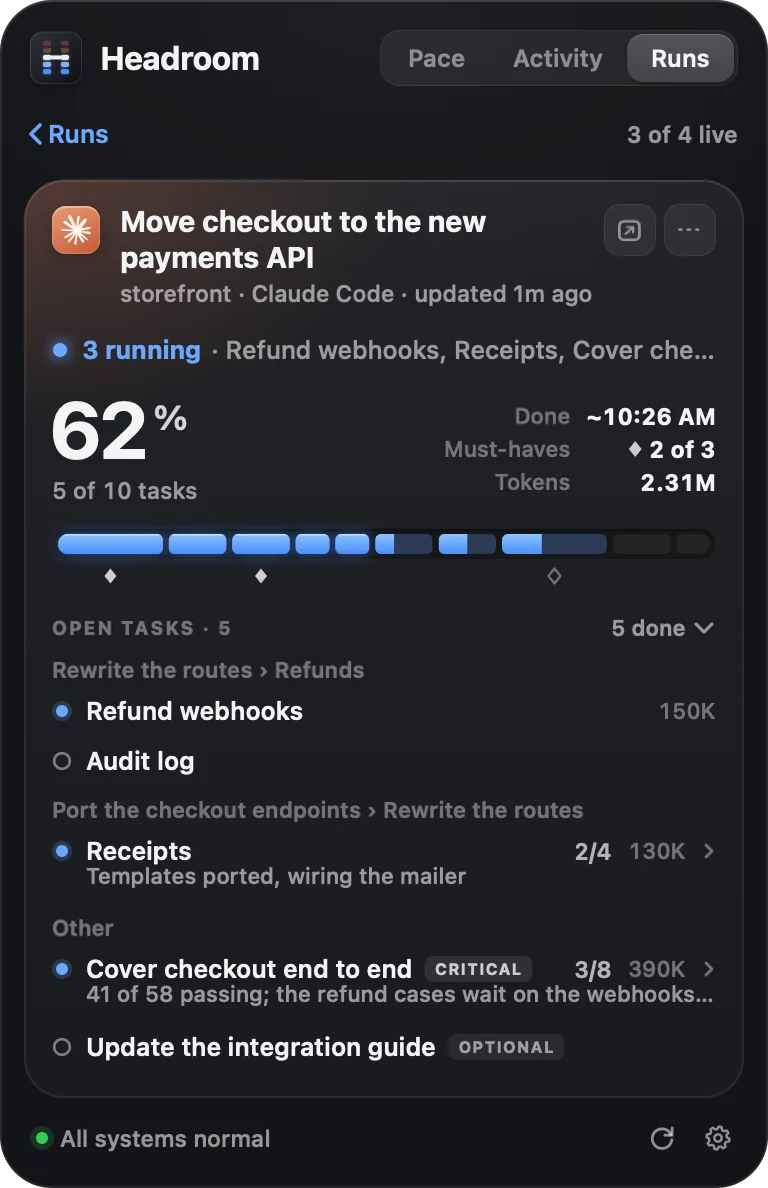 Headroom
Pace Activity Runs
Runs
3 of 4 live
Move checkout to the new
payments API
storefront · Claude Code · updated 1m ago
3 running · Refund webhooks, Receipts, Cover che...
62%
5 of 10 tasks
Done ~10:26 AM
Must-haves ♦ 2 of 3
Tokens 2.31M
OPEN TASKS · 5
5 done
Rewrite the routes › Refunds
Refund webhooks 150K
Audit log
Port the checkout endpoints › Rewrite the routes
Receipts 2/4 130K
Templates ported, wiring the mailer
Other
Cover checkout end to end CRITICAL 3/8 390K
41 of 58 passing; the refund cases wait on the webhooks...
Update the integration guide OPTIONAL
All systems normal